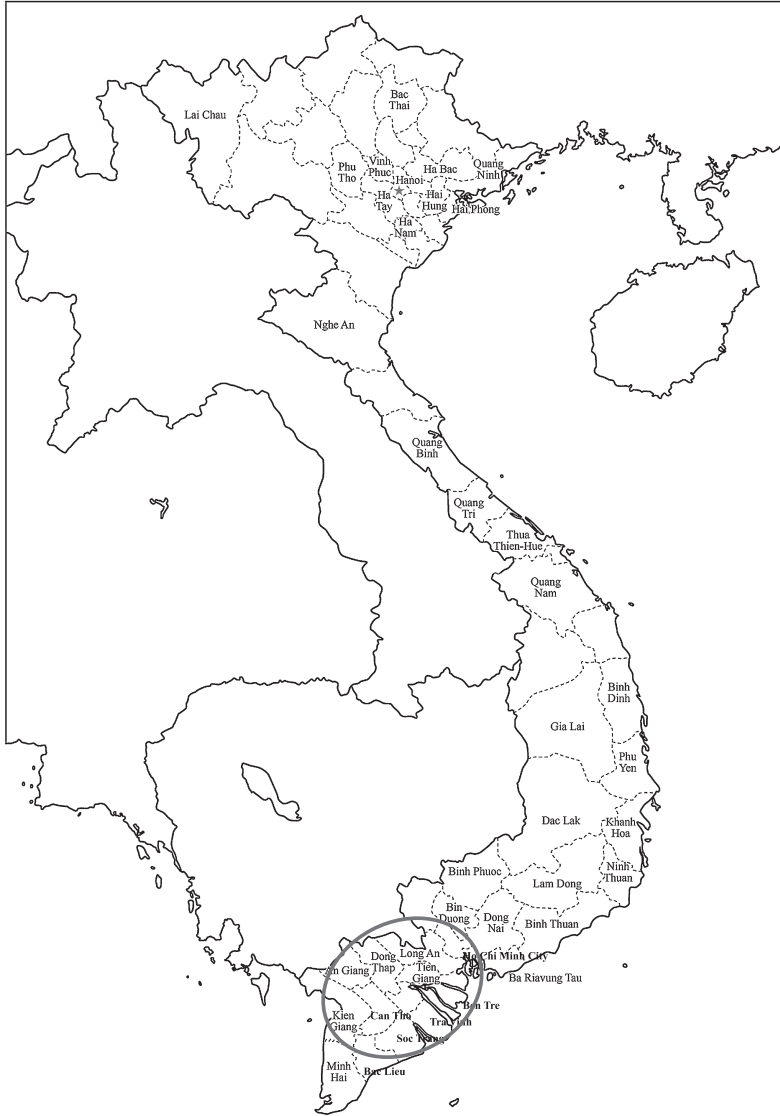 Bac
Thai
Lai Chau
Vinh
Phuc
Phu
Tho
Ha Bac
Quang
Ninh
Hanoi
Ha
Tay
Hai
Hung
Hai Phong
Ha
Nam
Nghe An
Quang
Binh
Quang
Tri
Thua
Thien-Hue
Quang
Nam
Binh
Dinh
Gia Lai
Phu
Yen
Dac Lak
Khanh
Hoa
Binh Phuoc
Ninh
Thuan
Lam Dong
Bin
Duong
Dong
Nai
Binh Thuan
Long An
Dong
Thap
Ho Chi Minh City
An Giang
Tien
Giang
Ba Riavung Tau
Ben Tre
Kien
Giang
Can Tho
Tra Vinh
Soc Trang
Minh
Hai
Bac Lieu